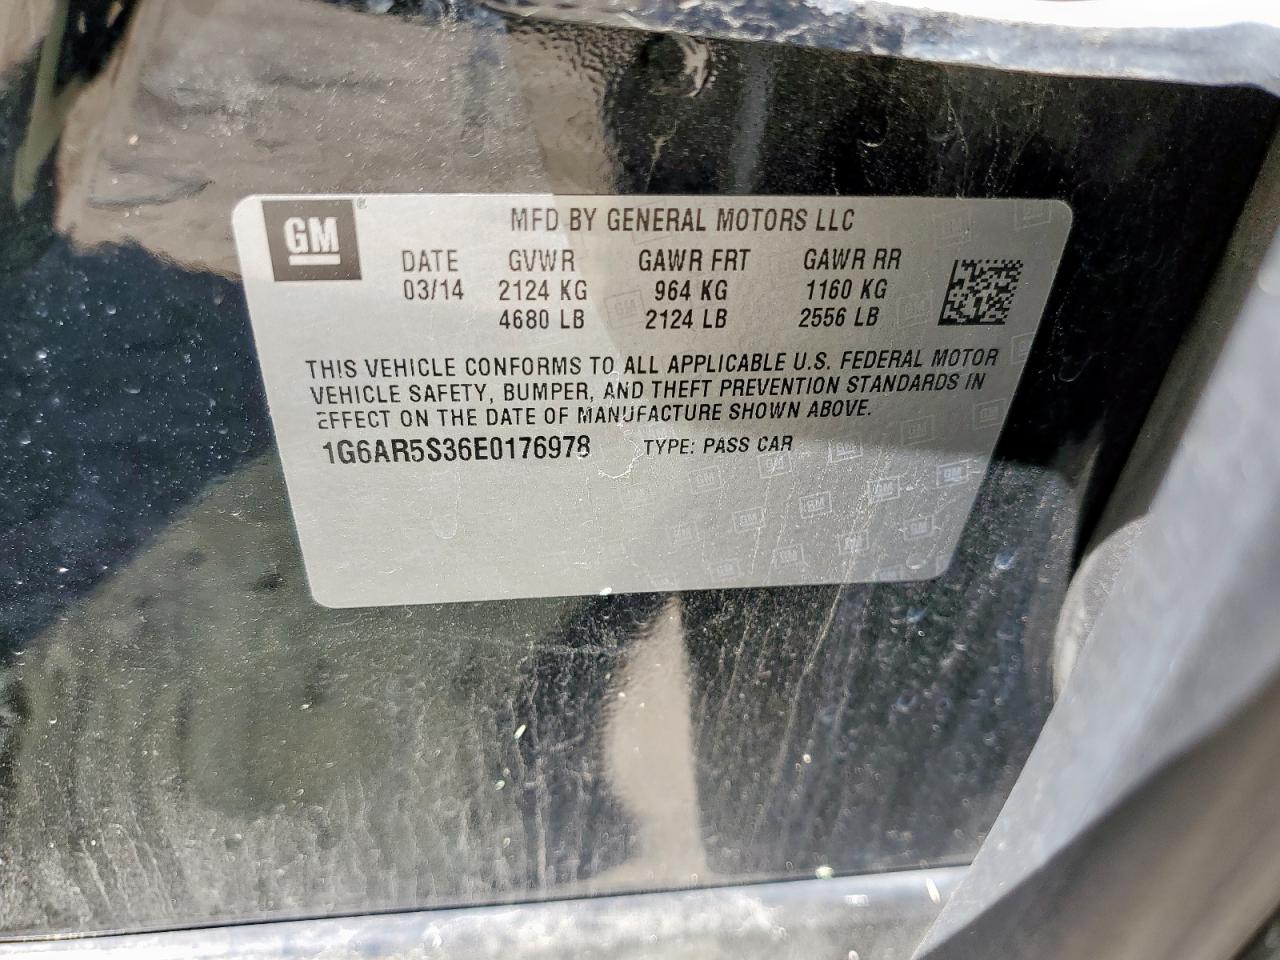 GM®
MFD BY GENERAL MOTORS LLC
DATE GVWR GAWR FRT GAWR RR
03/14 2124 KG 964 KG 1160 KG
4680 LB 2124 LB 2556 LB
THIS VEHICLE CONFORMS TO ALL APPLICABLE U.S. FEDERAL MOTOR
VEHICLE SAFETY, BUMPER, AND THEFT PREVENTION STANDARDS IN
EFFECT ON THE DATE OF MANUFACTURE SHOWN ABOVE.
1G6AR5S36E0176978 TYPE: PASS CAR